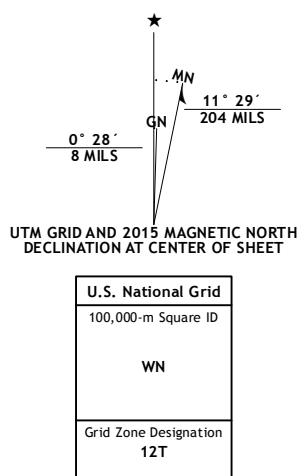 ★
MN
11° 29´
204 MILS
GN
0° 28´
8 MILS
UTM GRID AND 2015 MAGNETIC NORTH
DECLINATION AT CENTER OF SHEET
U.S. National Grid
100,000-m Square ID
WN
Grid Zone Designation
12T